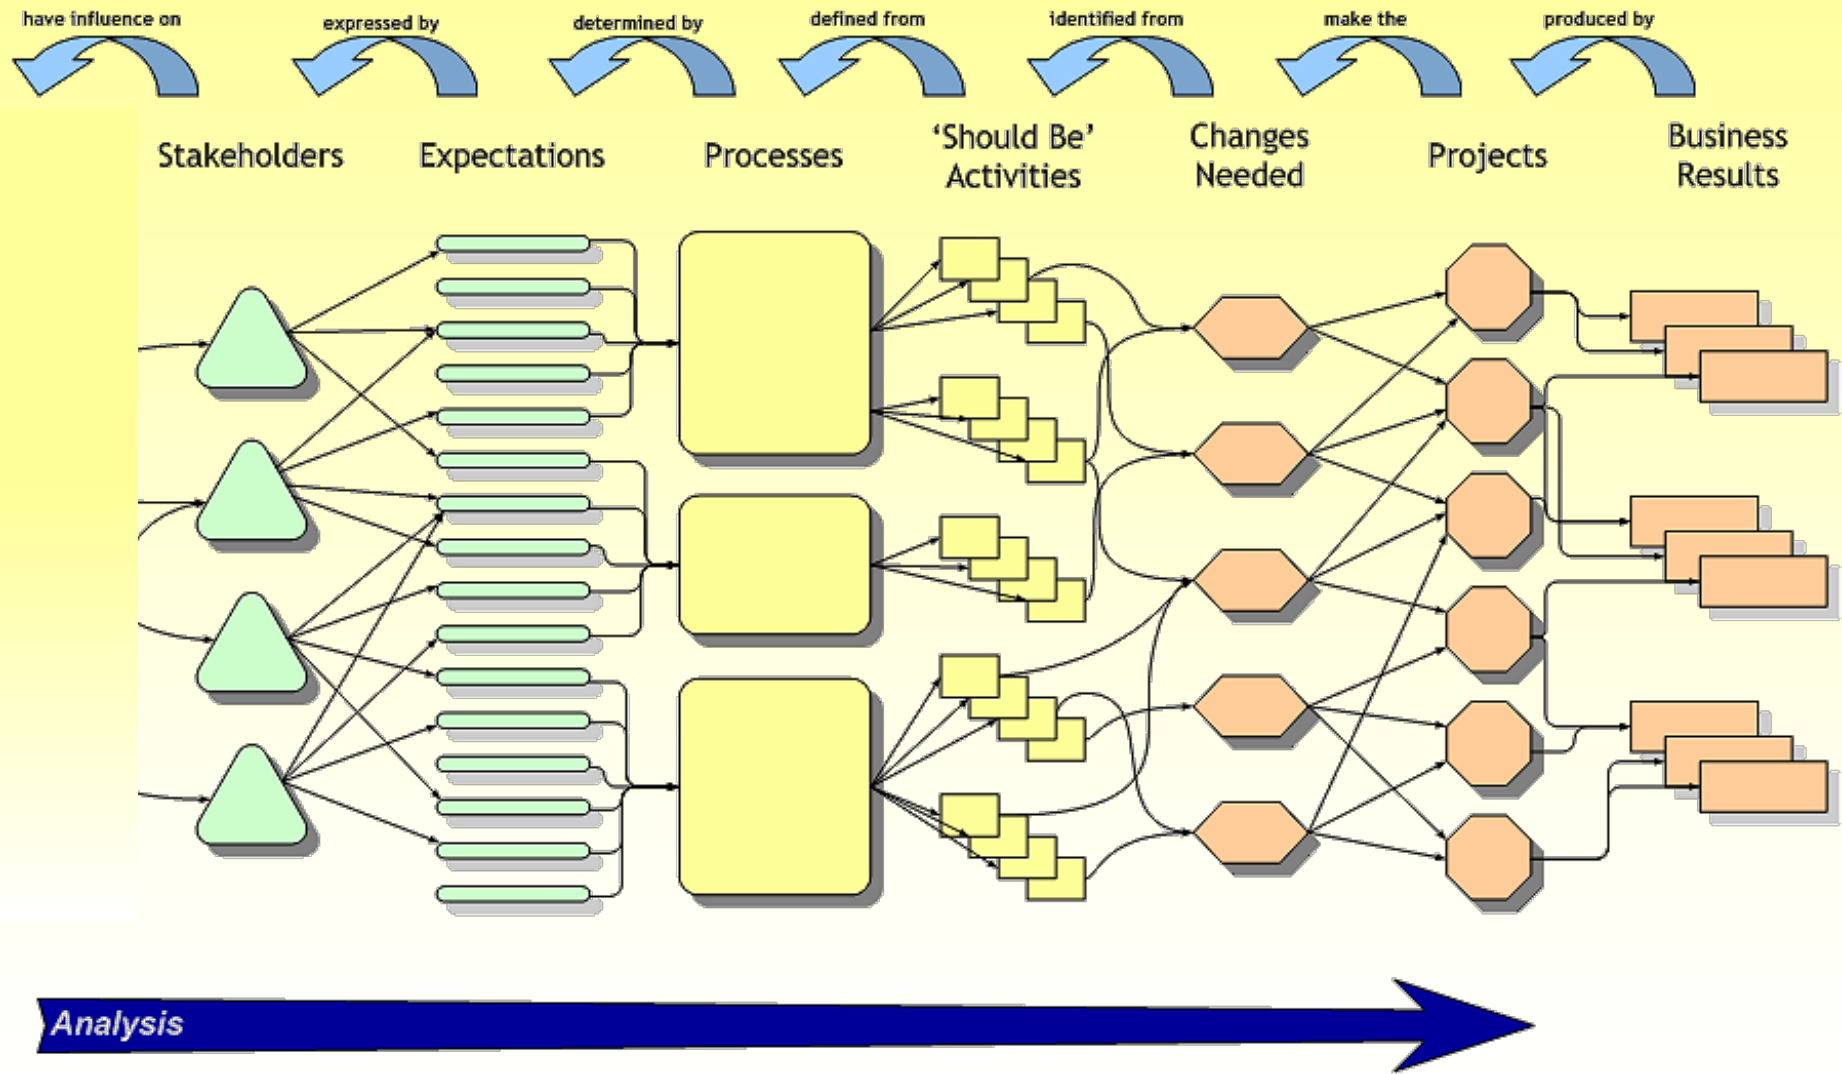 have influence on
expressed by
determined by
defined from
identified from
make the
produced by
Stakeholders
Expectations
Processes
‘Should Be’
Activities
Changes
Needed
Projects
Business
Results
Analysis